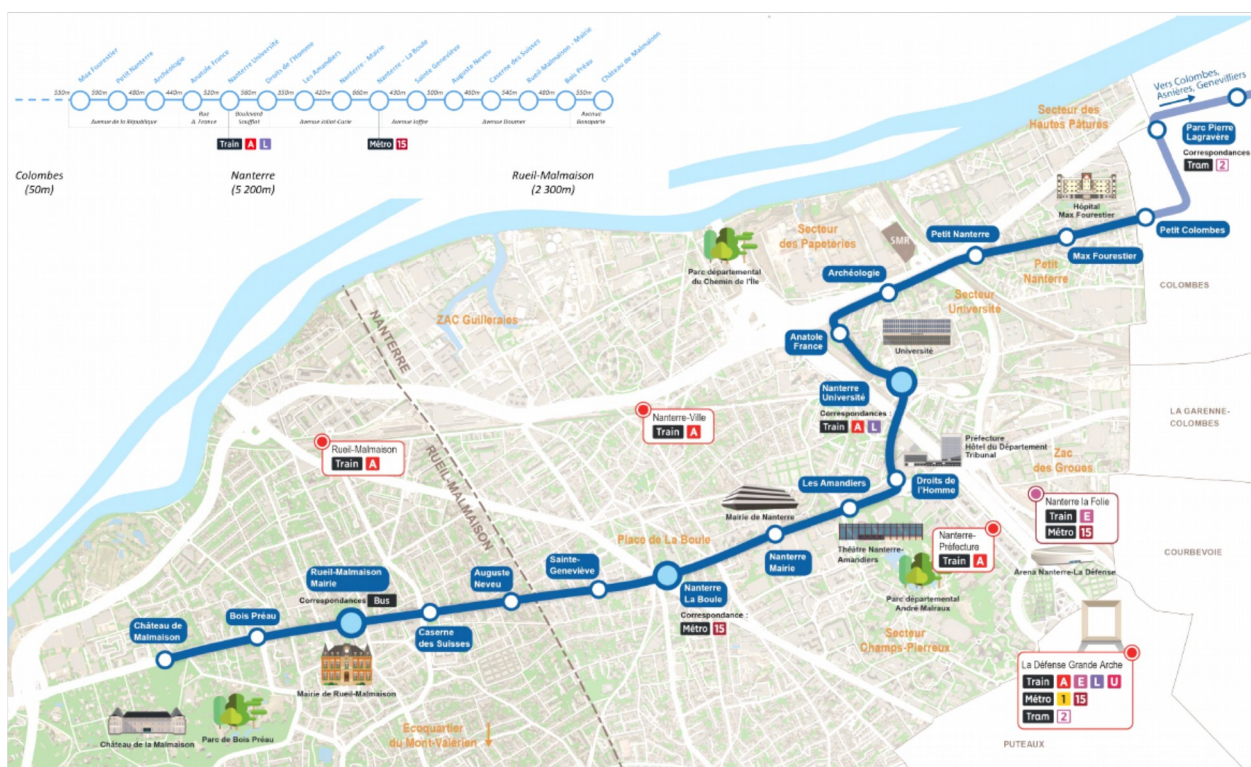 Max Fourestier
Petit Nanterre
Archéologie
Anatole France
Nanterre Université
Droits de l'Homme
Les Amandiers
Nanterre - Mairie
Nanterre – La Boule
Sainte Geneviève
Auguste Neveu
Caserne des Suisses
Rueil-Malmaison - Mairie
Bois Préau
Château de Malmaison
530m 590m 480m 440m 520m 560m 550m 420m 660m 430m 500m 460m 540m 480m 550m
Avenue de la République
Rue
A. France
Boulevard
Soufflot
Avenue Joliot-Curie
Avenue Joffre
Avenue Doumer
Avenue
Bonaparte
Train A L
Métro 15
Colombes
(50m)
Nanterre
(5 200m)
Rueil-Malmaison
(2 300m)
Vers Colombes,
Asnières, Genevilliers
Secteur des
Hautes Pâtures
Parc Pierre
Lagravère
Correspondances
Tram 2
Hôpital
Max Fourestier
Petit Colombes
Secteur
des Papeteries
SMR
Petit Nanterre
Max Fourestier
Parc départemental
du Chemin de l'Île
Archéologie
Petit
Nanterre
COLOMBES
Secteur
Université
ZAC Guilleraies
NANTERRE
RUEIL-MALMAISON
Anatole
France
Université
Nanterre
Université
Correspondances :
Train A L
LA GARENNE-
COLOMBES
Nanterre-Ville
Train A
Rueil-Malmaison
Train A
Préfecture
Hôtel du Département
Tribunal
Zac
des Groues
Les Amandiers
Droits de
l'Homme
Mairie de Nanterre
Nanterre la Folie
Train E
Métro 15
Place de La Boule
Nanterre
Mairie
Théâtre Nanterre-
Amandiers
Nanterre-
Préfecture
Train A
COURBEVOIE
Arena Nanterre-La Défense
Sainte-
Geneviève
Auguste
Neveu
Rueil-Malmaison
Mairie
Correspondances Bus
Nanterre
La Boule
Correspondance :
Métro 15
Parc départemental
André Malraux
Bois Préau
Château de
Malmaison
Caserne
des Suisses
Secteur
Champs-Pierreux
La Défense Grande Arche
Train A E L U
Métro 1 15
Tram 2
Mairie de Rueil-Malmaison
Château de la Malmaison
Parc de Bois Préau
Ecoquartier
du Mont-Valérien
PUTEAUX